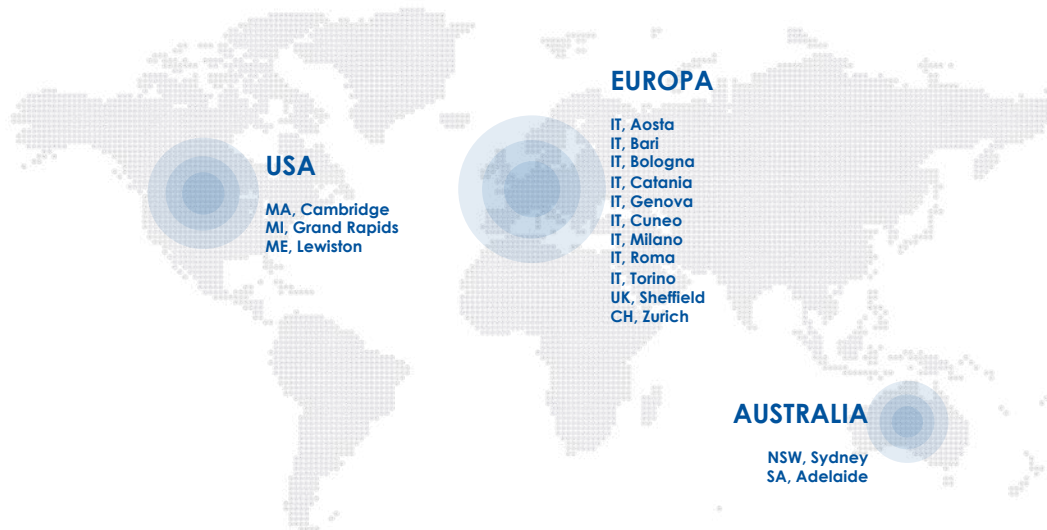 EUROPA
IT, Aosta
IT, Bari
IT, Bologna
IT, Catania
IT, Genova
IT, Cuneo
IT, Milano
IT, Roma
IT, Torino
UK, Sheffield
CH, Zurich
USA
MA, Cambridge
MI, Grand Rapids
ME, Lewiston
AUSTRALIA
NSW, Sydney
SA, Adelaide